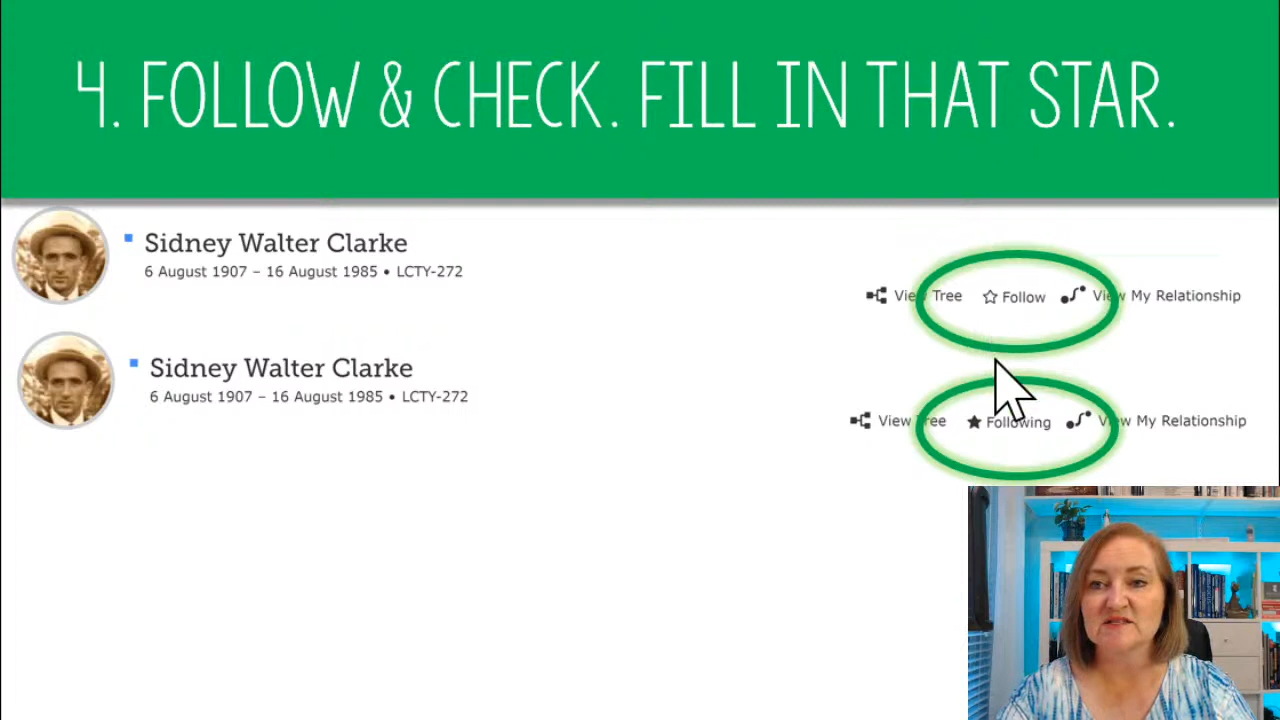 4. FOLLOW & CHECK. FILL IN THAT STAR.
Sidney Walter Clarke
6 August 1907 – 16 August 1985 • LCTY-272
View Tree Follow View My Relationship
Sidney Walter Clarke
6 August 1907 – 16 August 1985 • LCTY-272
View Tree Following View My Relationship